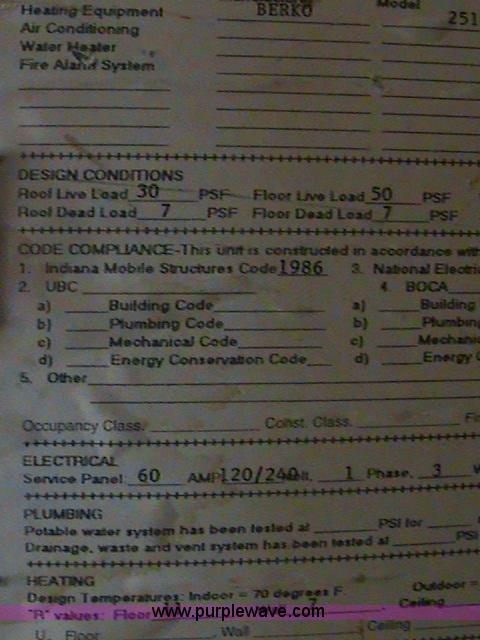 Heating Equipment BERKO Model 251
Air Conditioning
Water Heater
Fire Alarm System
DESIGN CONDITIONS
Roof Live Load 30 PSF Floor Live Load 50 PSF
Roof Dead Load 7 PSF Floor Dead Load 7 PSF
CODE COMPLIANCE-This unit is constructed in accordance with
1. Indiana Mobile Structures Code 1986 3. National Electric
2. UBC 4. BOCA
a) Building Code a) Building
b) Plumbing Code b) Plumbing
c) Mechanical Code c) Mechanic
d) Energy Conservation Code d) Energy C
5. Other
Occupancy Class. Const. Class. Fi
ELECTRICAL
Service Panel: 60 AMP 120/240 1 Phase, 3 W
PLUMBING
Potable water system has been tested at PSI for
Drainage, waste and vent system has been tested at PSI
HEATING
Design Temperatures: Indoor = 70 degrees F. Outdoor =
"R" values: Floor Ceiling
www.purplewave.com
U. Floor Wall Ceiling